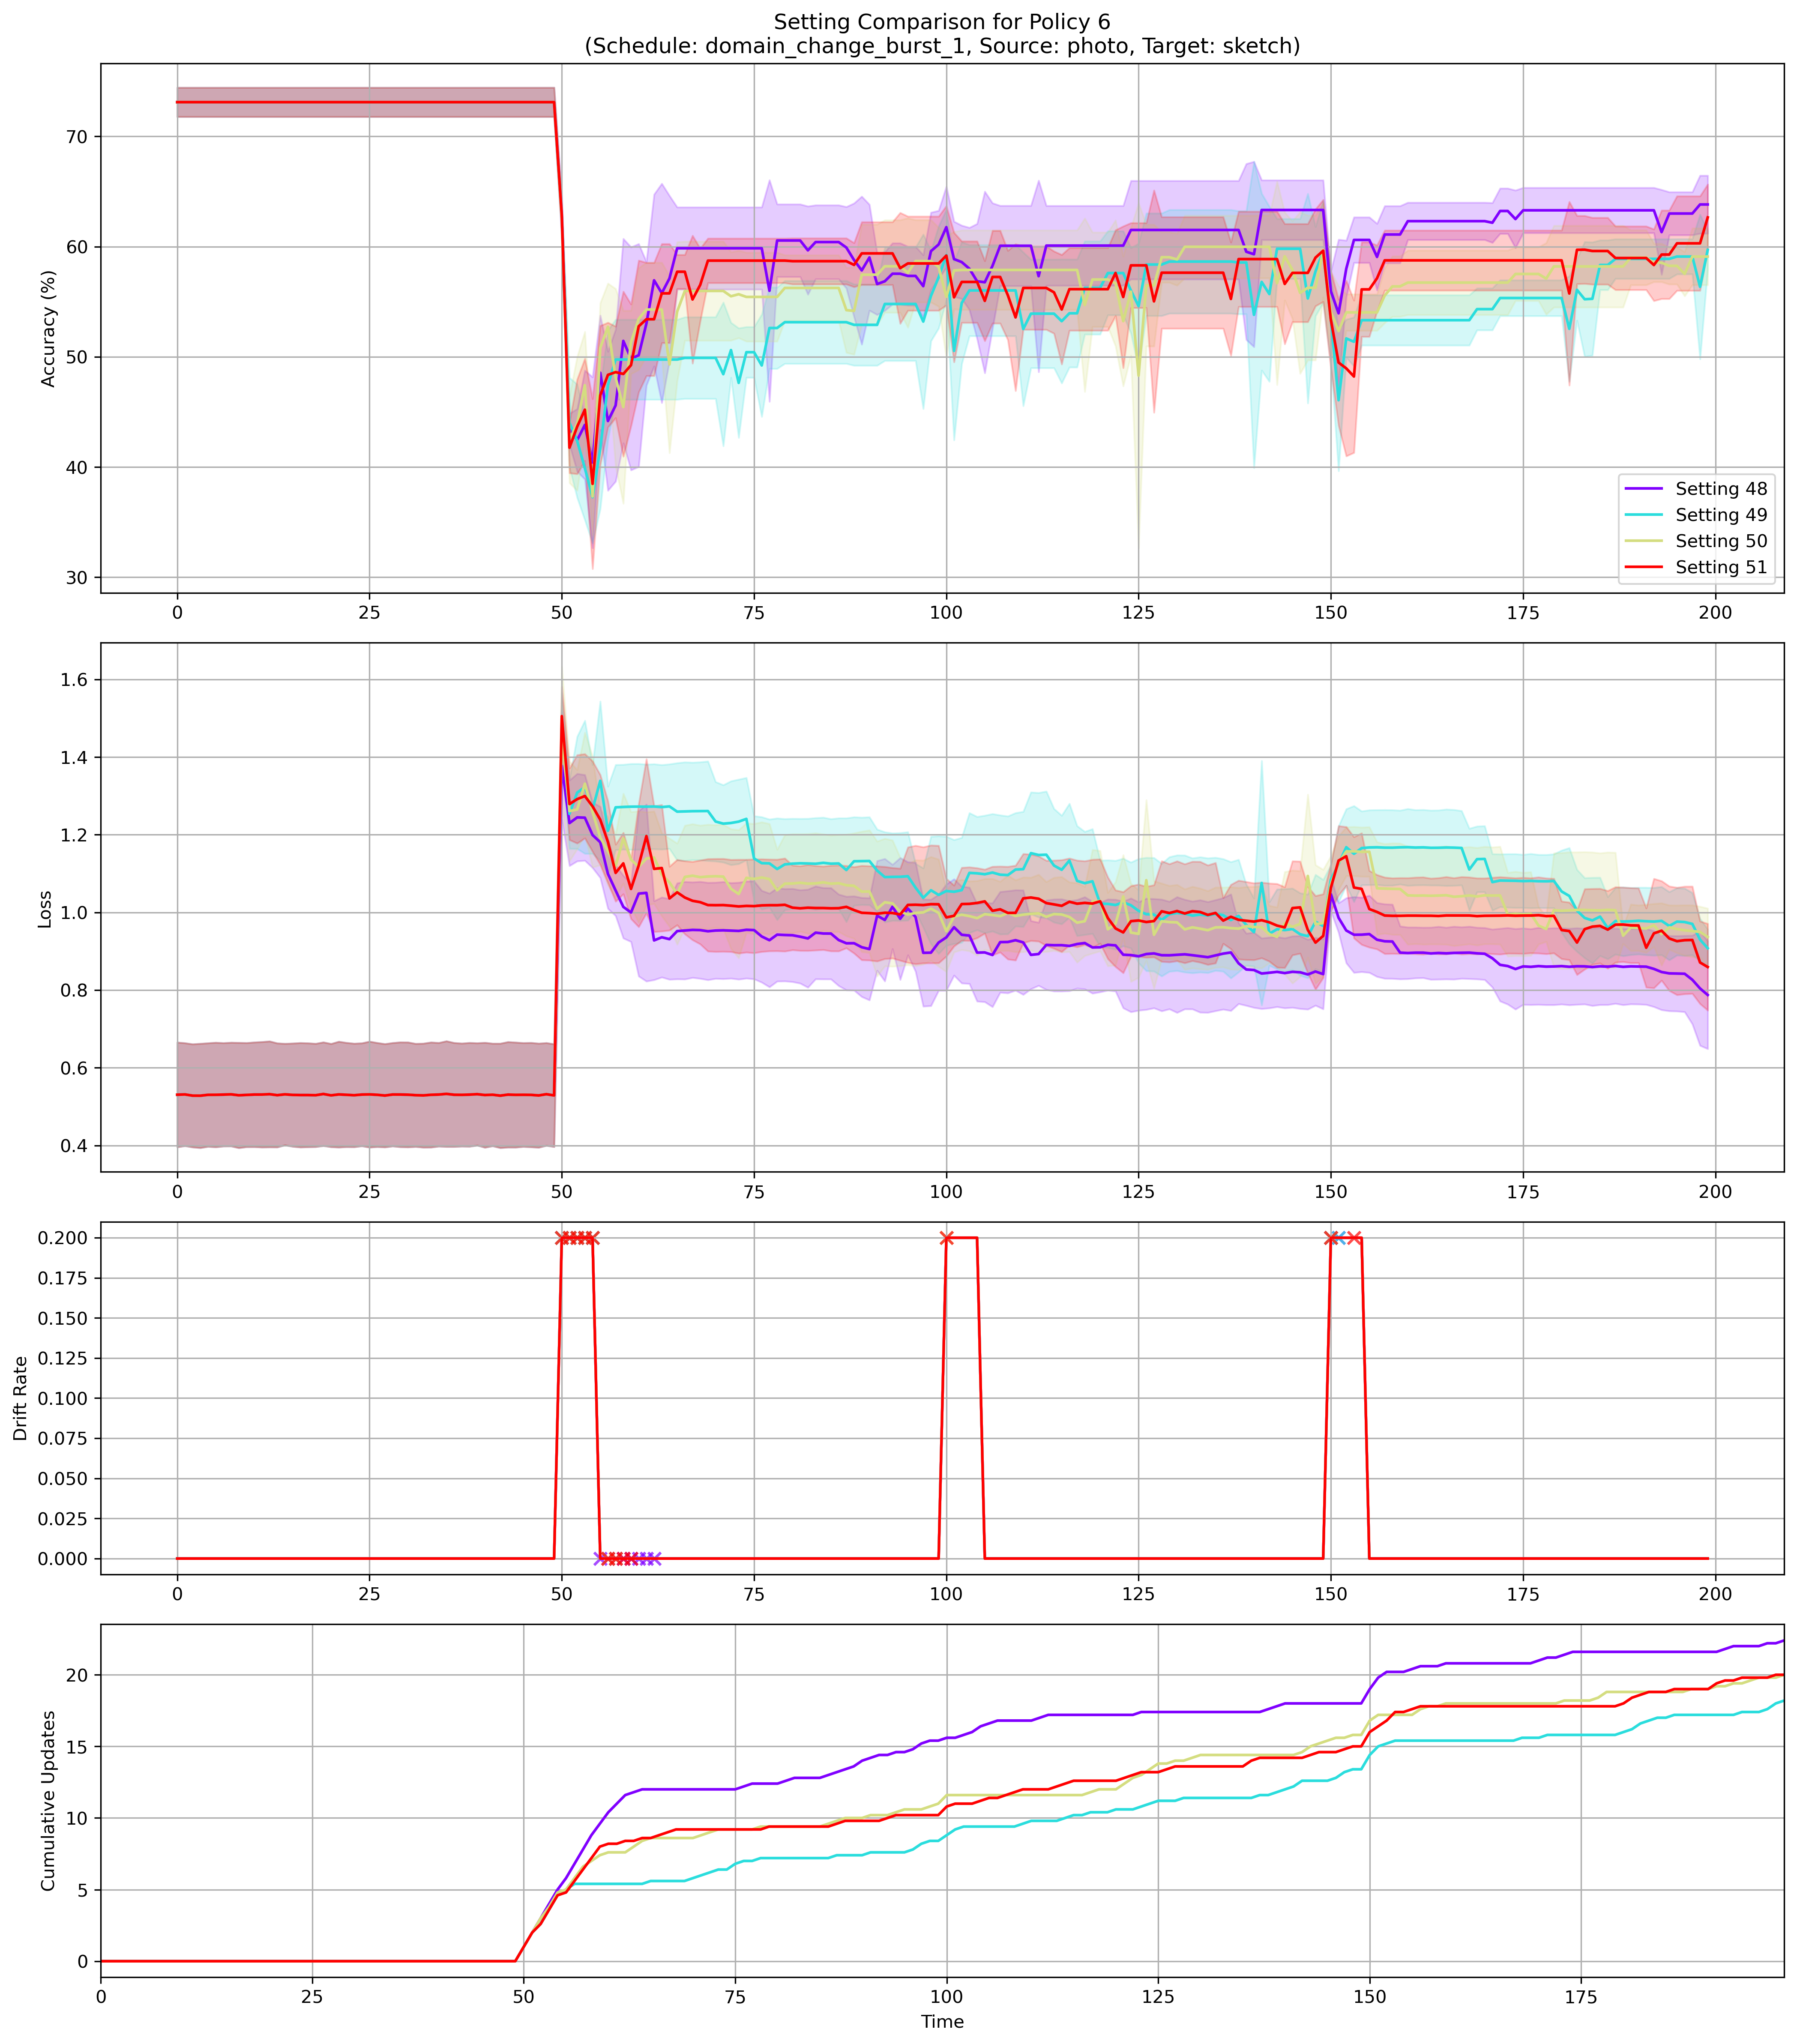 Setting Comparison for Policy 6
(Schedule: domain_change_burst_1, Source: photo, Target: sketch)
Accuracy (%)
70
60
50
40
30
Setting 48
Setting 49
Setting 50
Setting 51
0 25 50 75 100 125 150 175 200
Loss
1.6
1.4
1.2
1.0
0.8
0.6
0.4
0 25 50 75 100 125 150 175 200
Drift Rate
0.200
0.175
0.150
0.125
0.100
0.075
0.050
0.025
0.000
0 25 50 75 100 125 150 175 200
Cumulative Updates
20
15
10
5
0
0 25 50 75 100 125 150 175
Time